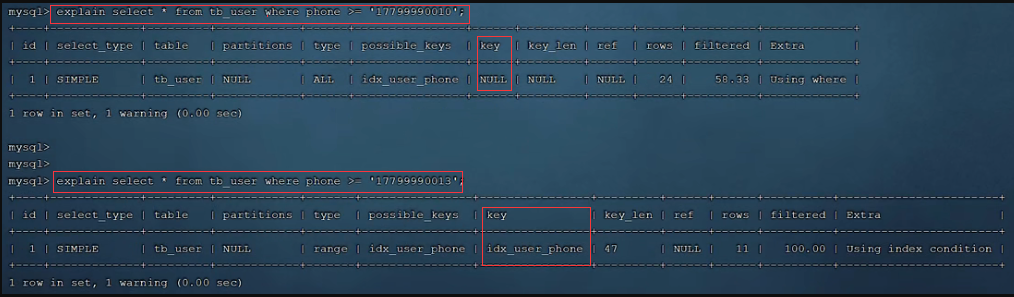 mysql> explain select * from tb_user where phone >= '17799990010';
+----+-------------+---------+------------+------+----------------+------+---------+------+------+----------+-------------+
| id | select_type | table | partitions | type | possible_keys | key | key_len | ref | rows | filtered | Extra |
+----+-------------+---------+------------+------+----------------+------+---------+------+------+----------+-------------+
| 1 | SIMPLE | tb_user | NULL | ALL | idx_user_phone | NULL | NULL | NULL | 24 | 58.33 | Using where |
+----+-------------+---------+------------+------+----------------+------+---------+------+------+----------+-------------+
1 row in set, 1 warning (0.00 sec)
mysql>
mysql>
mysql> explain select * from tb_user where phone >= '17799990013';
+----+-------------+---------+------------+-------+----------------+----------------+---------+------+------+----------+-----------------------+
| id | select_type | table | partitions | type | possible_keys | key | key_len | ref | rows | filtered | Extra |
+----+-------------+---------+------------+-------+----------------+----------------+---------+------+------+----------+-----------------------+
| 1 | SIMPLE | tb_user | NULL | range | idx_user_phone | idx_user_phone | 47 | NULL | 11 | 100.00 | Using index condition |
+----+-------------+---------+------------+-------+----------------+----------------+---------+------+------+----------+-----------------------+
1 row in set, 1 warning (0.00 sec)